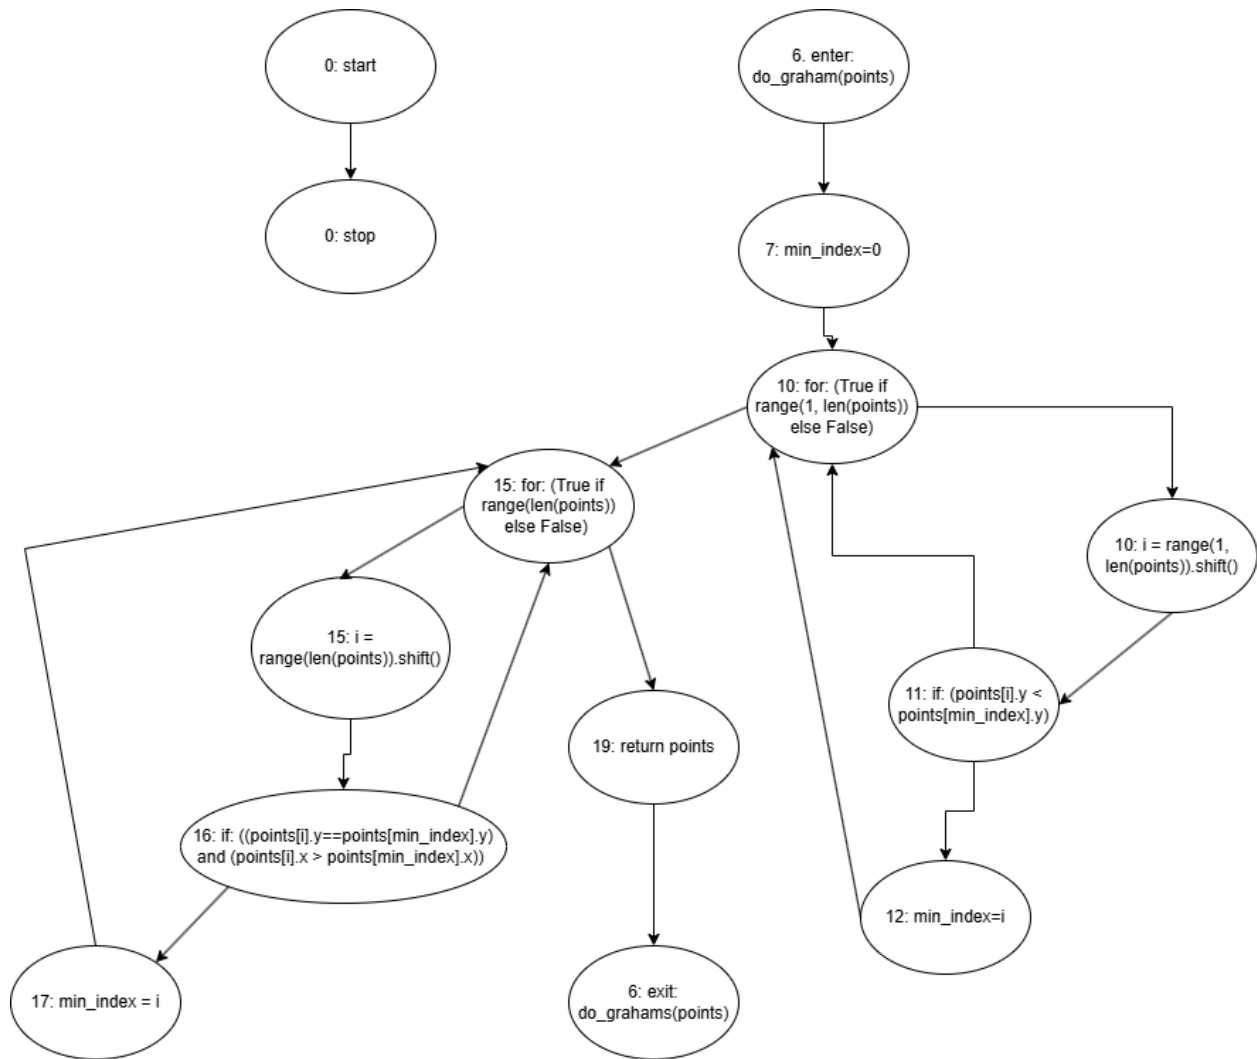 0: start
6. enter:
do_graham(points)
0: stop
7: min_index=0
10: for: (True if
range(1, len(points))
else False)
15: for: (True if
range(len(points))
else False)
10: i = range(1,
len(points)).shift()
15: i =
range(len(points)).shift()
11: if: (points[i].y <
points[min_index].y)
19: return points
16: if: ((points[i].y==points[min_index].y)
and (points[i].x > points[min_index].x))
12: min_index=i
17: min_index = i
6: exit:
do_grahams(points)